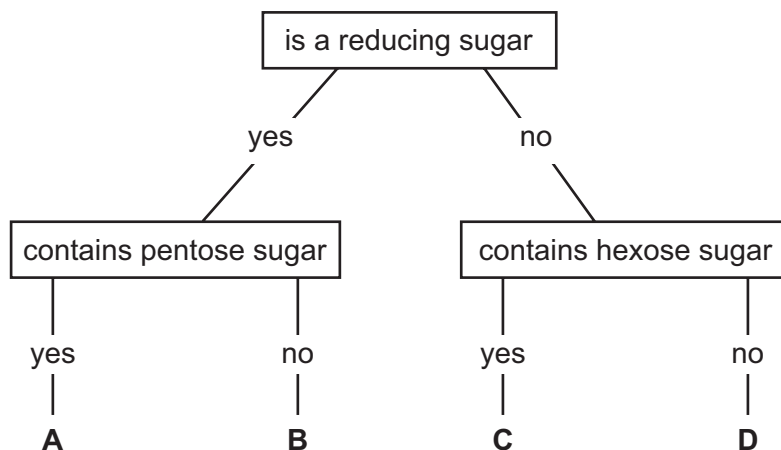 is a reducing sugar
yes no
contains pentose sugar contains hexose sugar
yes no yes no
A B C D